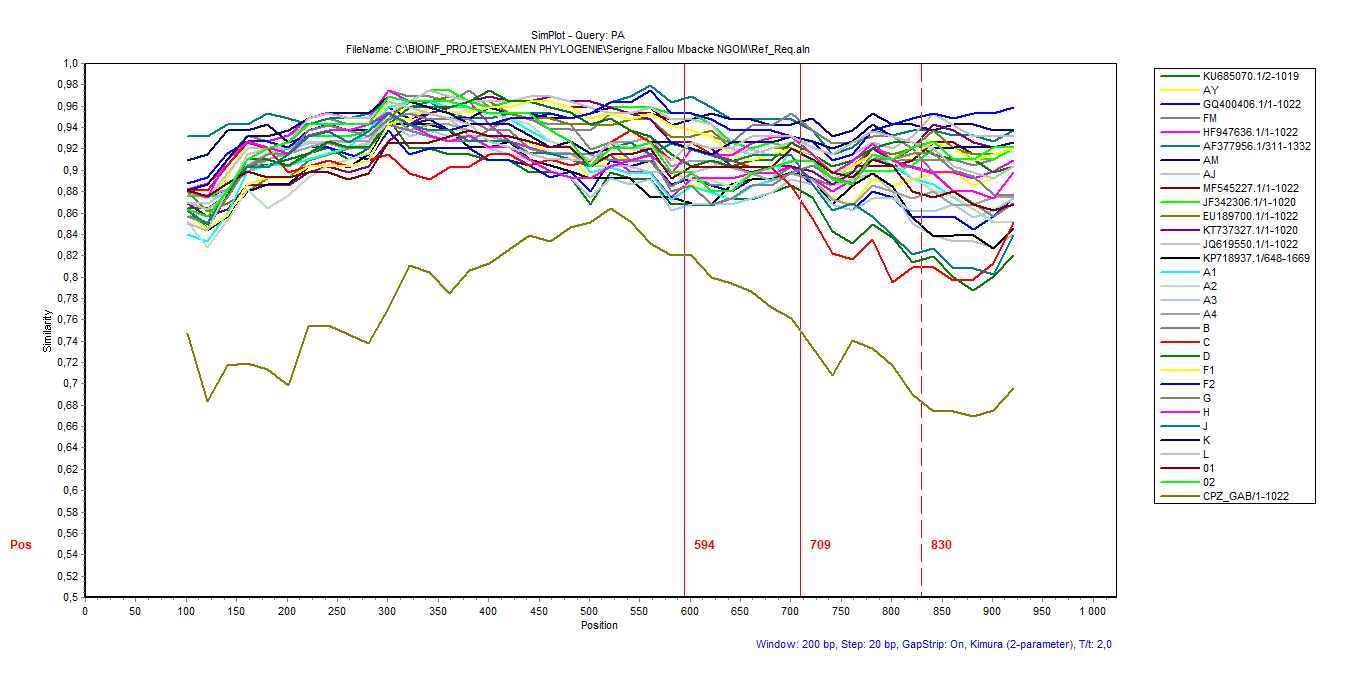 SimPlot - Query: PA
FileName: C:\BIOINF_PROJETS\EXAMEN PHYLOGENIE\Serigne Fallou Mbacke NGOM\Ref_Req.aln
1,0
0,98
0,96
0,94
0,92
0,9
0,88
0,86
0,84
0,82
0,8
0,78
0,76
0,74
0,72
0,7
0,68
0,66
0,64
0,62
0,6
0,58
0,56
0,54
0,52
0,5
Similarity
Pos
594
709
830
0
50
100
150
200
250
300
350
400
450
500
550
600
650
700
750
800
850
900
950
1 000
Position
KU685070.1/2-1019
AY
GQ400406.1/1-1022
FM
HF947636.1/1-1022
AF377956.1/311-1332
AM
AJ
MF545227.1/1-1022
JF342306.1/1-1020
EU189700.1/1-1022
KT737327.1/1-1020
JQ619550.1/1-1022
KP718937.1/648-1669
A1
A2
A3
A4
B
C
D
F1
F2
G
H
J
K
L
01
02
CPZ_GAB/1-1022
Window: 200 bp, Step: 20 bp, GapStrip: On, Kimura (2-parameter), T/t: 2,0